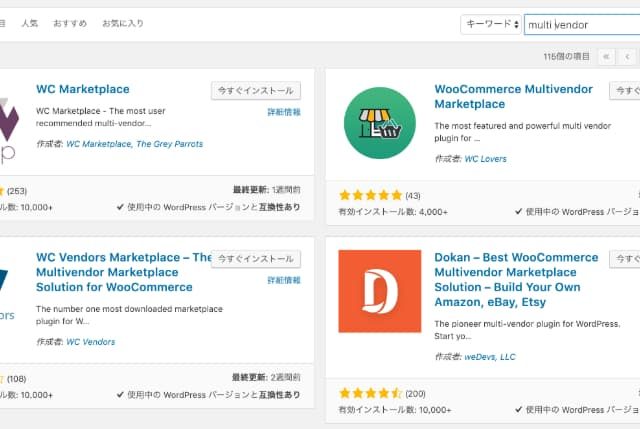 人気 おすすめ お気に入り
キーワード multi vendor
115個の項目 « ‹
WC Marketplace
今すぐインストール
詳細情報
WC Marketplace - The most user
recommended multi-vendor...
作成者: WC Marketplace, The Grey Parrots
(253)
最終更新: 1週間前
10,000+
使用中の WordPress バージョンと互換性あり
WooCommerce Multivendor
Marketplace
The most featured and powerful multi vendor
plugin for ...
作成者: WC Lovers
(43)
有効インストール数: 4,000+
使用中の WordPress バージョ
WC Vendors Marketplace – The
Multivendor Marketplace
Solution for WooCommerce
今すぐインストール
詳細情報
The number one most downloaded marketplace
plugin for W...
作成者: WC Vendors
(108)
最終更新: 2週間前
10,000+
使用中の WordPress バージョンと互換性あり
Dokan – Best WooCommerce
Multivendor Marketplace
Solution – Build Your Own
Amazon, eBay, Etsy
The pioneer multi-vendor plugin for WordPress.
Start yo...
作成者: weDevs, LLC
(200)
有効インストール数: 10,000+
使用中の WordPress バージョ